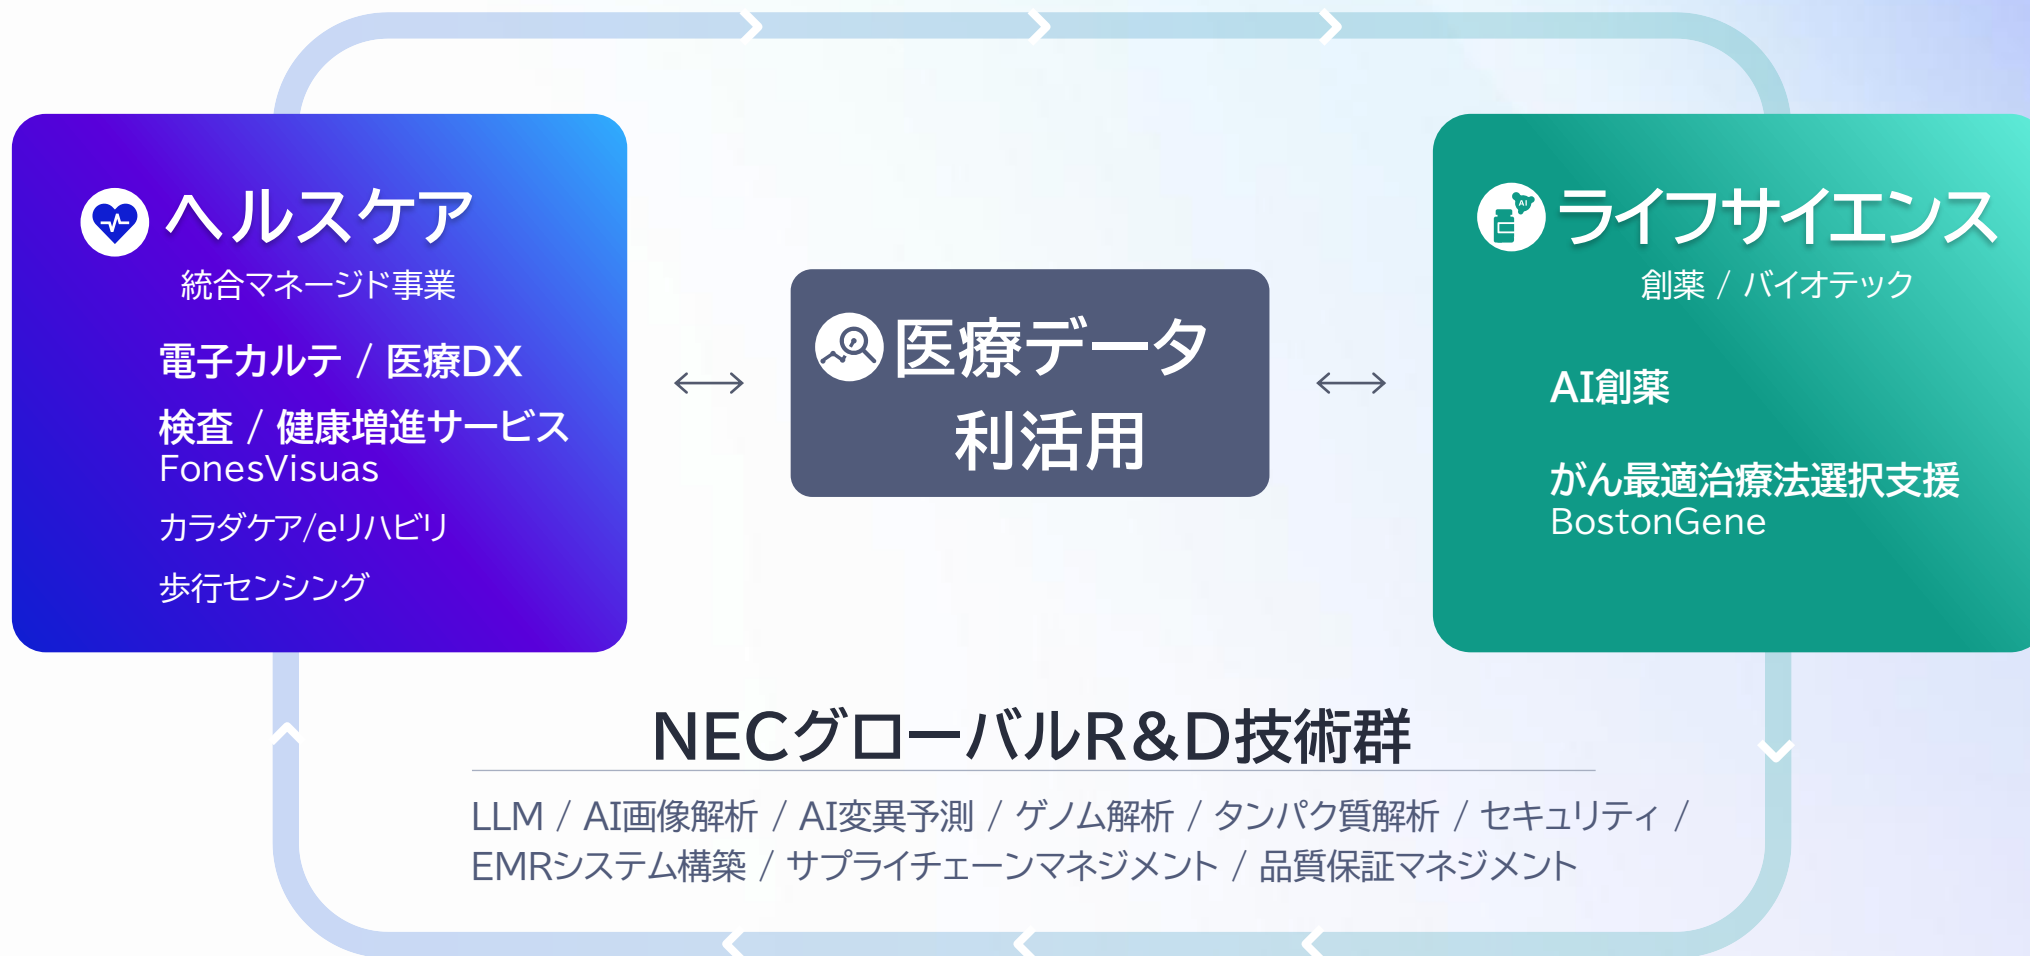 ヘルスケア
統合マネージド事業
電子カルテ / 医療DX
検査 / 健康増進サービス
FonesVisuas
カラダケア/eリハビリ
歩行センシング
医療データ
利活用
AI
ライフサイエンス
創薬 / バイオテック
AI創薬
がん最適治療法選択支援
BostonGene
NECグローバルR&D技術群
LLM / AI画像解析 / AI変異予測 / ゲノム解析 / タンパク質解析 / セキュリティ /
EMRシステム構築 / サプライチェーンマネジメント / 品質保証マネジメント